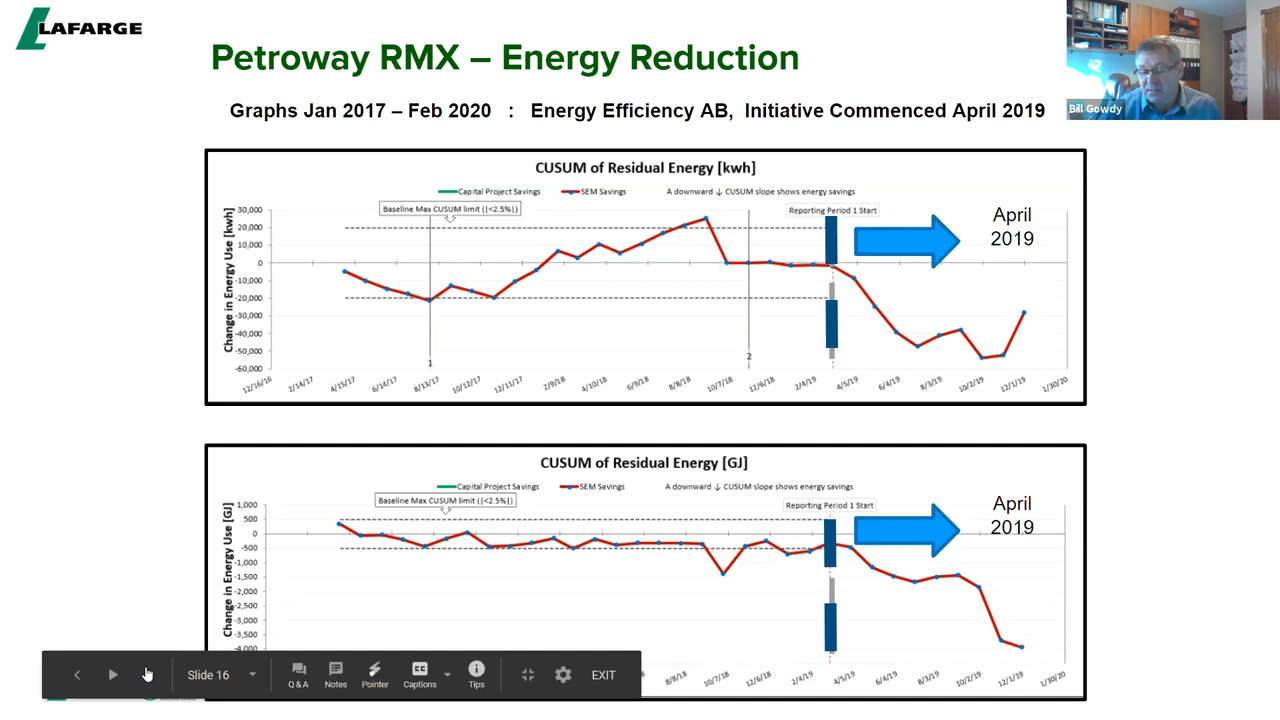 LAFARGE
Petroway RMX – Energy Reduction
Graphs Jan 2017 – Feb 2020 : Energy Efficiency AB, Initiative Commenced April 2019
Bill Gowdy
CUSUM of Residual Energy [kwh]
Capital Project Savings
SEM Savings
A downward ↓ CUSUM slope shows energy savings
Baseline Max CUSUM limit (|<2.5%|)
Reporting Period 1 Start
April
2019
Change in Energy Use [kwh]
30,000
20,000
10,000
0
-10,000
-20,000
-30,000
-40,000
-50,000
-60,000
1
2
12/16/16
2/14/17
4/15/17
6/14/17
8/13/17
10/12/17
12/11/17
2/9/18
4/10/18
6/9/18
8/8/18
10/7/18
12/6/18
2/4/19
4/5/19
6/4/19
8/3/19
10/2/19
12/1/19
1/30/20
CUSUM of Residual Energy [GJ]
Capital Project Savings
SEM Savings
A downward ↓ CUSUM slope shows energy savings
Baseline Max CUSUM limit (|<2.5%|)
Reporting Period 1 Start
April
2019
Change in Energy Use [GJ]
1,000
500
0
-500
-1,000
-1,500
-2,000
-2,500
-3,000
-3,500
-4,000
8/8/18
10/7/18
12/6/18
2/4/19
4/5/19
6/4/19
8/3/19
10/2/19
12/1/19
1/30/20
Slide 16
Q & A
Notes
Pointer
Captions
Tips
EXIT